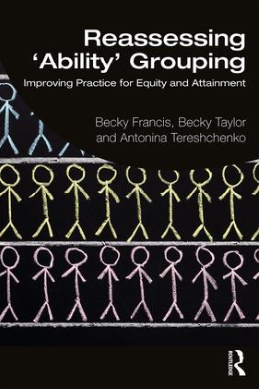 Reassessing
'Ability' Grouping
Improving Practice for Equity and Attainment
Becky Francis, Becky Taylor
and Antonina Tereshchenko
ROUTLEDGE